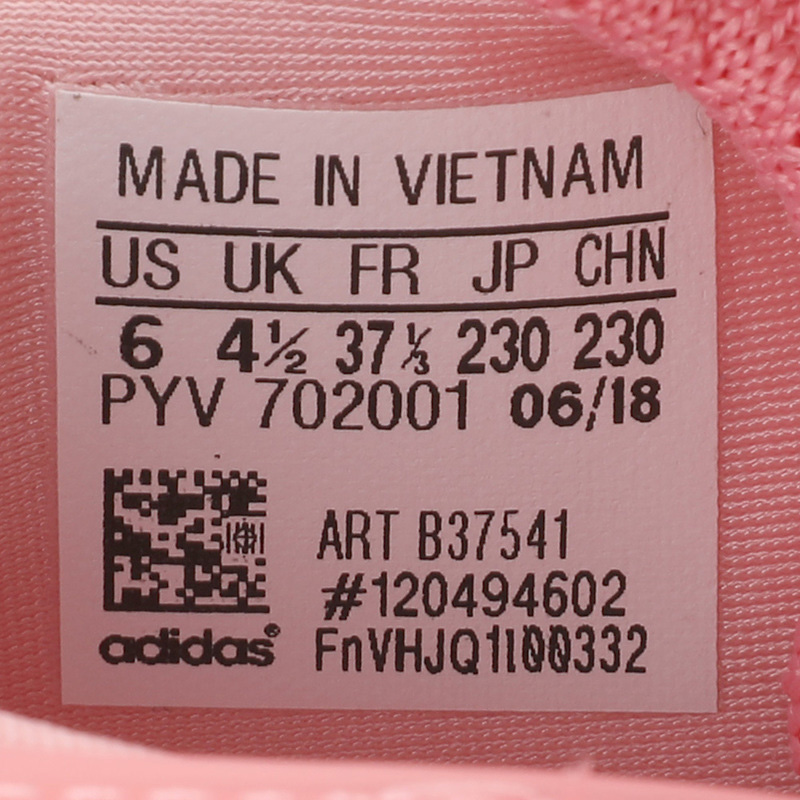 MADE IN VIETNAM
US UK FR JP CHN
6 4½ 37⅓ 230 230
PYV 702001 06/18
ART B37541
#120494602
adidas®